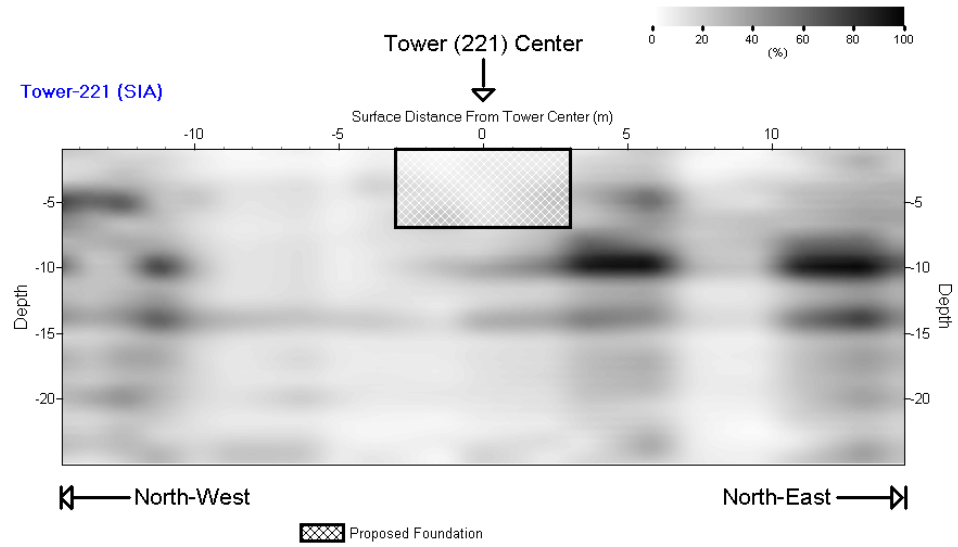 0 20 40 60 80 100
(%)
Tower (221) Center
Tower-221 (SIA)
Surface Distance From Tower Center (m)
-10 -5 0 5 10
-5 -5
-10 -10
Depth Depth
-15 -15
-20 -20
North-West North-East
Proposed Foundation